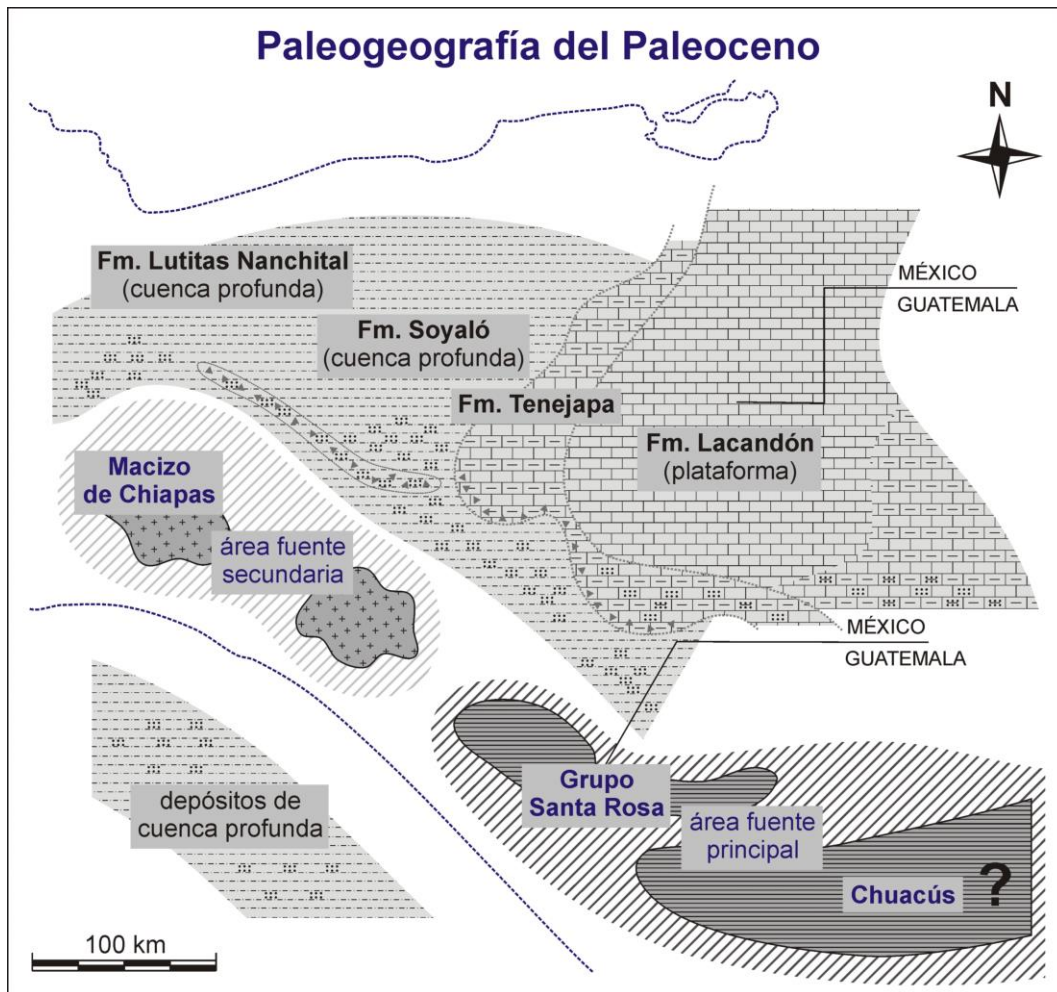 Paleogeografía del Paleoceno
N
Fm. Lutitas Nanchital
(cuenca profunda)
MÉXICO
GUATEMALA
Fm. Soyaló
(cuenca profunda)
Fm. Tenejapa
Fm. Lacandón
(plataforma)
Macizo
de Chiapas
área fuente
secundaria
MÉXICO
GUATEMALA
Grupo
Santa Rosa
depósitos de
cuenca profunda
área fuente
principal
Chuacús
?
100 km